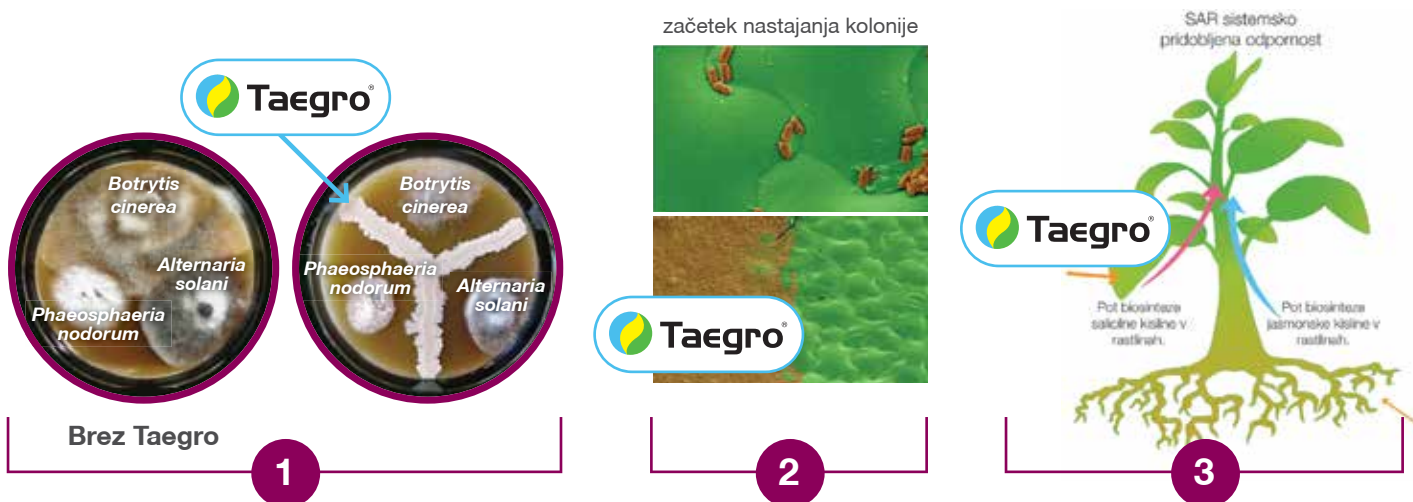 Taegro®
Botrytis
cinerea
Alternaria
solani
Phaeosphaeria
nodorum
Botrytis
cinerea
Phaeosphaeria
nodorum
Alternaria
solani
Brez Taegro
1
začetek nastajanja kolonije
Taegro®
2
SAR sistemsko
pridobljena odpornost
Taegro®
Pot biosinteze
salicilne kisline v
rastlinah.
Pot biosinteze
jasmonske kisline v
rastlinah.
3